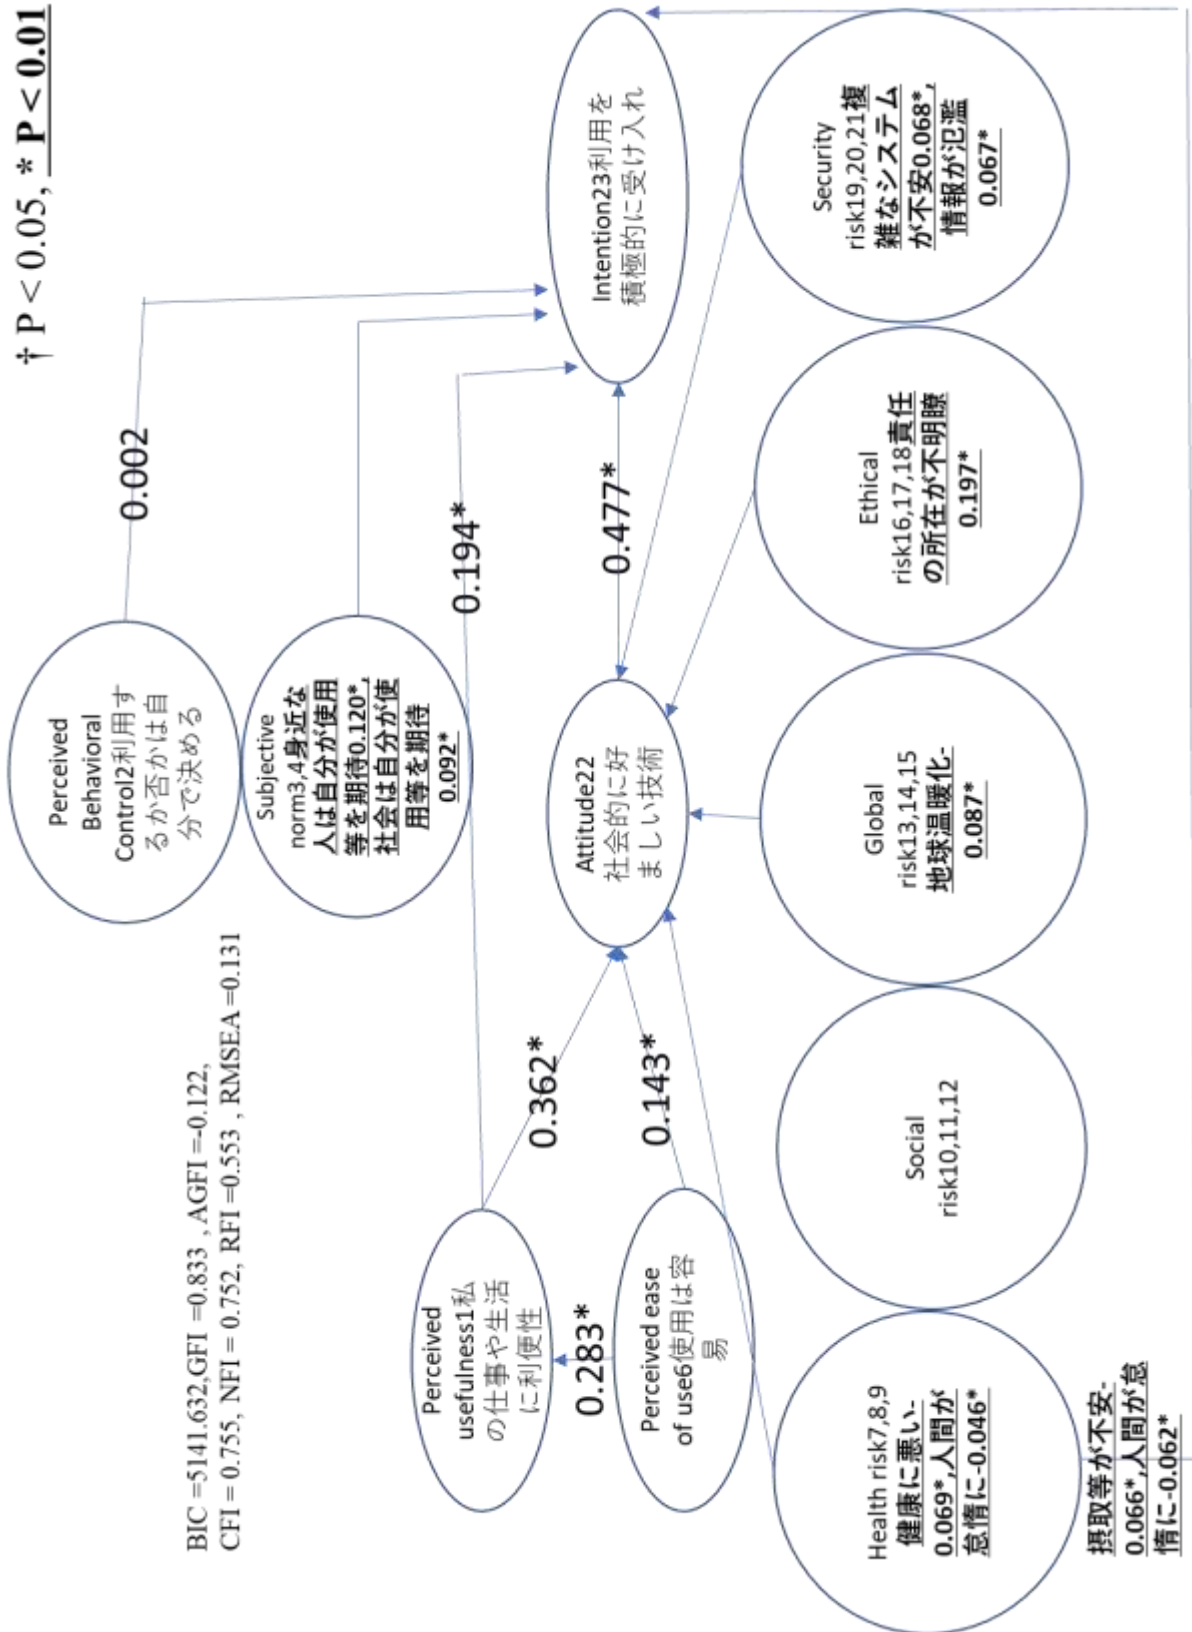 † P < 0.05, * P < 0.01
BIC =5141.632,GFI =0.833 , AGFI =-0.122,
CFI = 0.755, NFI = 0.752, RFI =0.553 , RMSEA =0.131
Perceived
Behavioral
Control2利用す
るか否かは自
分で決める
0.002
Subjective
norm3,4身近な
人は自分が使用
等を期待0.120*,
社会は自分が使
用等を期待
0.092*
Perceived
usefulness1私
の仕事や生活
に利便性
0.194*
0.283*
0.362*
Perceived ease
of use6使用は容
易
0.143*
Attitude22
社会的に好
ましい技術
0.477*
Intention23利用を
積極的に受け入れ
Health risk7,8,9
健康に悪い-
0.069*,人間が
怠惰に-0.046*
摂取等が不安-
0.066*,人間が怠
惰に-0.062*
Social
risk10,11,12
Global
risk13,14,15
地球温暖化-
0.087*
Ethical
risk16,17,18責任
の所在が不明瞭
0.197*
Security
risk19,20,21複
雑なシステム
が不安0.068*,
情報が氾濫
0.067*